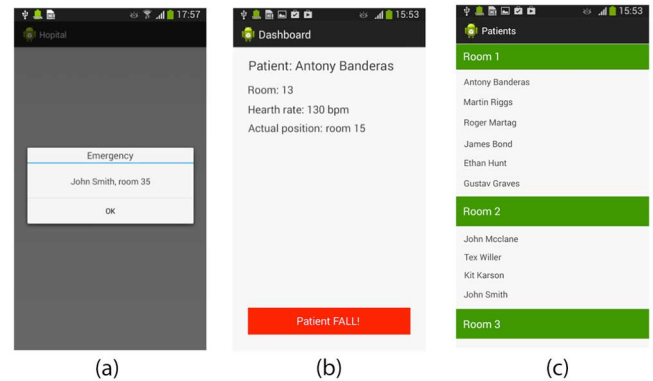 17:57
Hopital
Emergency
John Smith, room 35
OK
(a)
15:53
Dashboard
Patient: Antony Banderas
Room: 13
Hearth rate: 130 bpm
Actual position: room 15
Patient FALL!
(b)
15:53
Patients
Room 1
Antony Banderas
Martin Riggs
Roger Martag
James Bond
Ethan Hunt
Gustav Graves
Room 2
John Mcclane
Tex Willer
Kit Karson
John Smith
Room 3
(c)